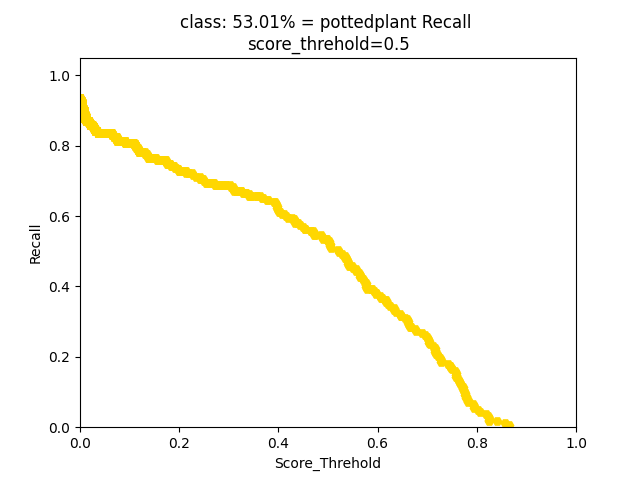 class: 53.01% = pottedplant Recall
score_threhold=0.5
1.0
0.8
0.6
0.4
0.2
0.0
Recall
0.0 0.2 0.4 0.6 0.8 1.0
Score_Threhold